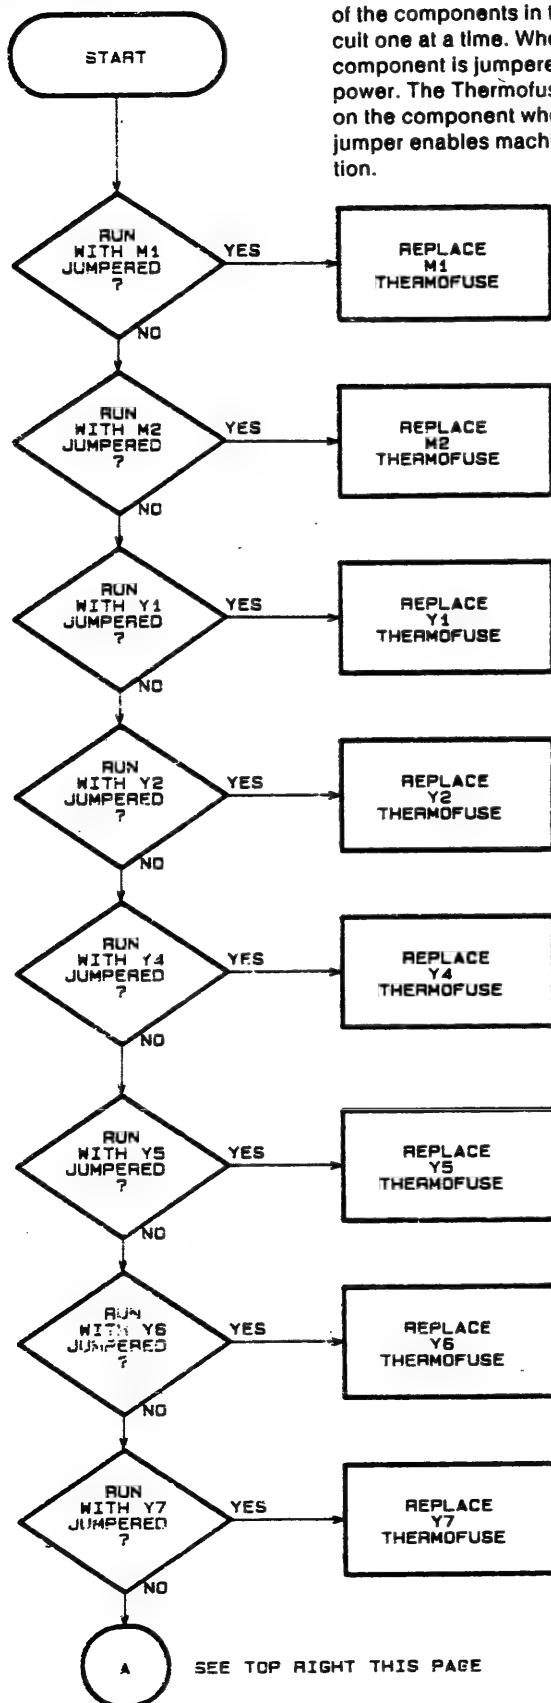 of the components in t
cuit one at a time. Whe
component is jumpere
power. The Thermofus
on the component whe
jumper enables mach
tion.
START
RUN
WITH M1
JUMPERED
?
YES
REPLACE
M1
THERMOFUSE
NO
RUN
WITH M2
JUMPERED
?
YES
REPLACE
M2
THERMOFUSE
NO
RUN
WITH Y1
JUMPERED
?
YES
REPLACE
Y1
THERMOFUSE
NO
RUN
WITH Y2
JUMPERED
?
YES
REPLACE
Y2
THERMOFUSE
NO
RUN
WITH Y4
JUMPERED
?
YES
REPLACE
Y4
THERMOFUSE
NO
RUN
WITH Y5
JUMPERED
?
YES
REPLACE
Y5
THERMOFUSE
NO
RUN
WITH Y6
JUMPERED
?
YES
REPLACE
Y6
THERMOFUSE
NO
RUN
WITH Y7
JUMPERED
?
YES
REPLACE
Y7
THERMOFUSE
NO
A
SEE TOP RIGHT THIS PAGE